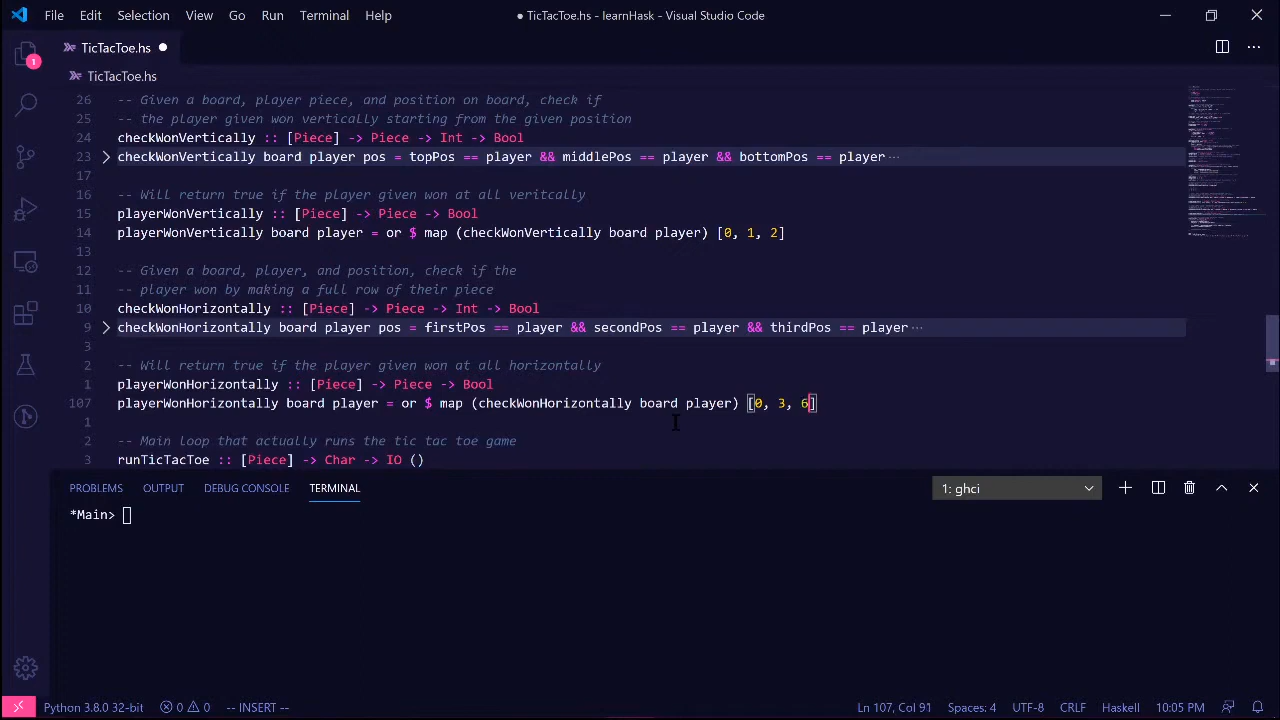 File Edit Selection View Go Run Terminal Help
● TicTacToe.hs - learnHask - Visual Studio Code
TicTacToe.hs ●
TicTacToe.hs
26 -- Given a board, player piece, and position on board, check if
25 -- the player given won vertically starting from the given position
24 checkWonVertically :: [Piece] -> Piece -> Int -> Bool
23 checkWonVertically board player pos = topPos == player && middlePos == player && bottomPos == player ···
17
16 -- Will return true if the player given won at all vertically
15 playerWonVertically :: [Piece] -> Piece -> Bool
14 playerWonVertically board player = or $ map (checkWonVertically board player) [0, 1, 2]
13
12 -- Given a board, player, and position, check if the
11 -- player won by making a full row of their piece
10 checkWonHorizontally :: [Piece] -> Piece -> Int -> Bool
9 checkWonHorizontally board player pos = firstPos == player && secondPos == player && thirdPos == player ···
3
2 -- Will return true if the player given won at all horizontally
1 playerWonHorizontally :: [Piece] -> Piece -> Bool
107 playerWonHorizontally board player = or $ map (checkWonHorizontally board player) [0, 3, 6]
1
2 -- Main loop that actually runs the tic tac toe game
3 runTicTacToe :: [Piece] -> Char -> IO ()
1
PROBLEMS OUTPUT DEBUG CONSOLE TERMINAL
1: ghci
*Main>
Python 3.8.0 32-bit 0 0 -- INSERT -- Ln 107, Col 91 Spaces: 4 UTF-8 CRLF Haskell 10:05 PM